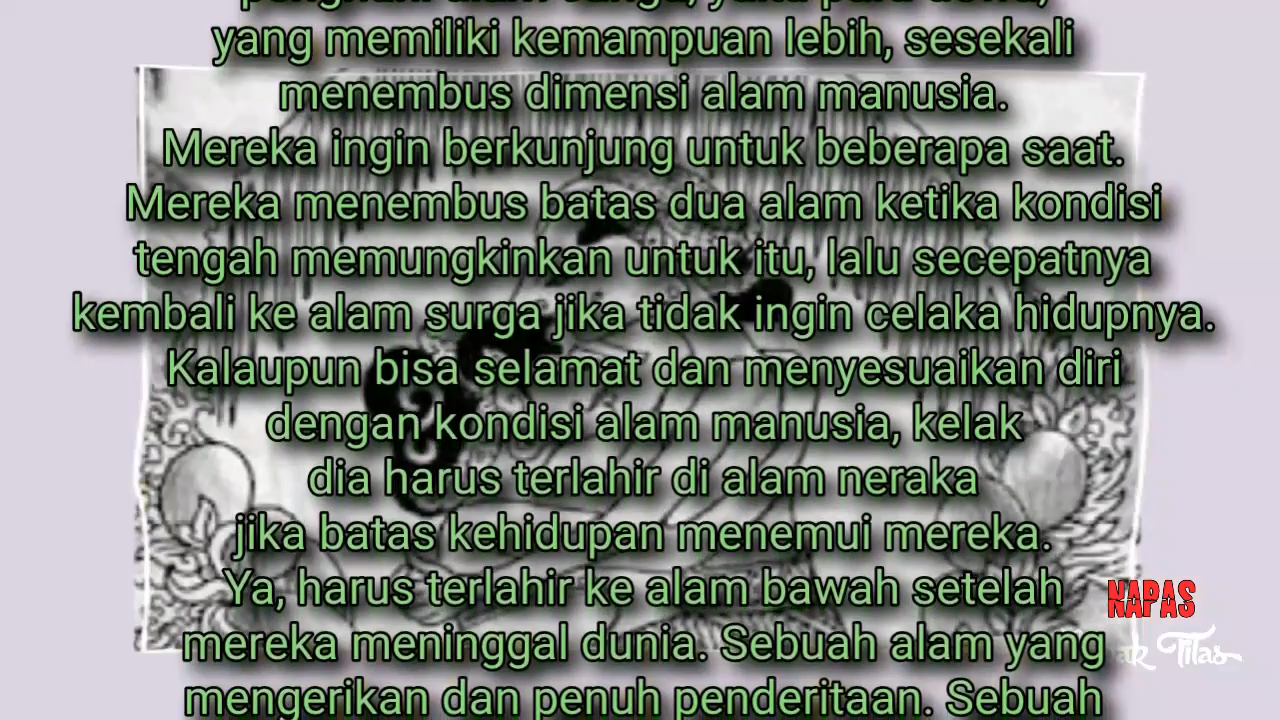 yang memiliki kemampuan lebih, sesekali
menembus dimensi alam manusia.
Mereka ingin berkunjung untuk beberapa saat.
Mereka menembus batas dua alam ketika kondisi
tengah memungkinkan untuk itu, lalu secepatnya
kembali ke alam surga jika tidak ingin celaka hidupnya.
Kalaupun bisa selamat dan menyesuaikan diri
dengan kondisi alam manusia, kelak
dia harus terlahir di alam neraka
jika batas kehidupan menemui mereka.
Ya, harus terlahir ke alam bawah setelah
mereka meninggal dunia. Sebuah alam yang
mengerikan dan penuh penderitaan. Sebuah
NAPAS
Titas